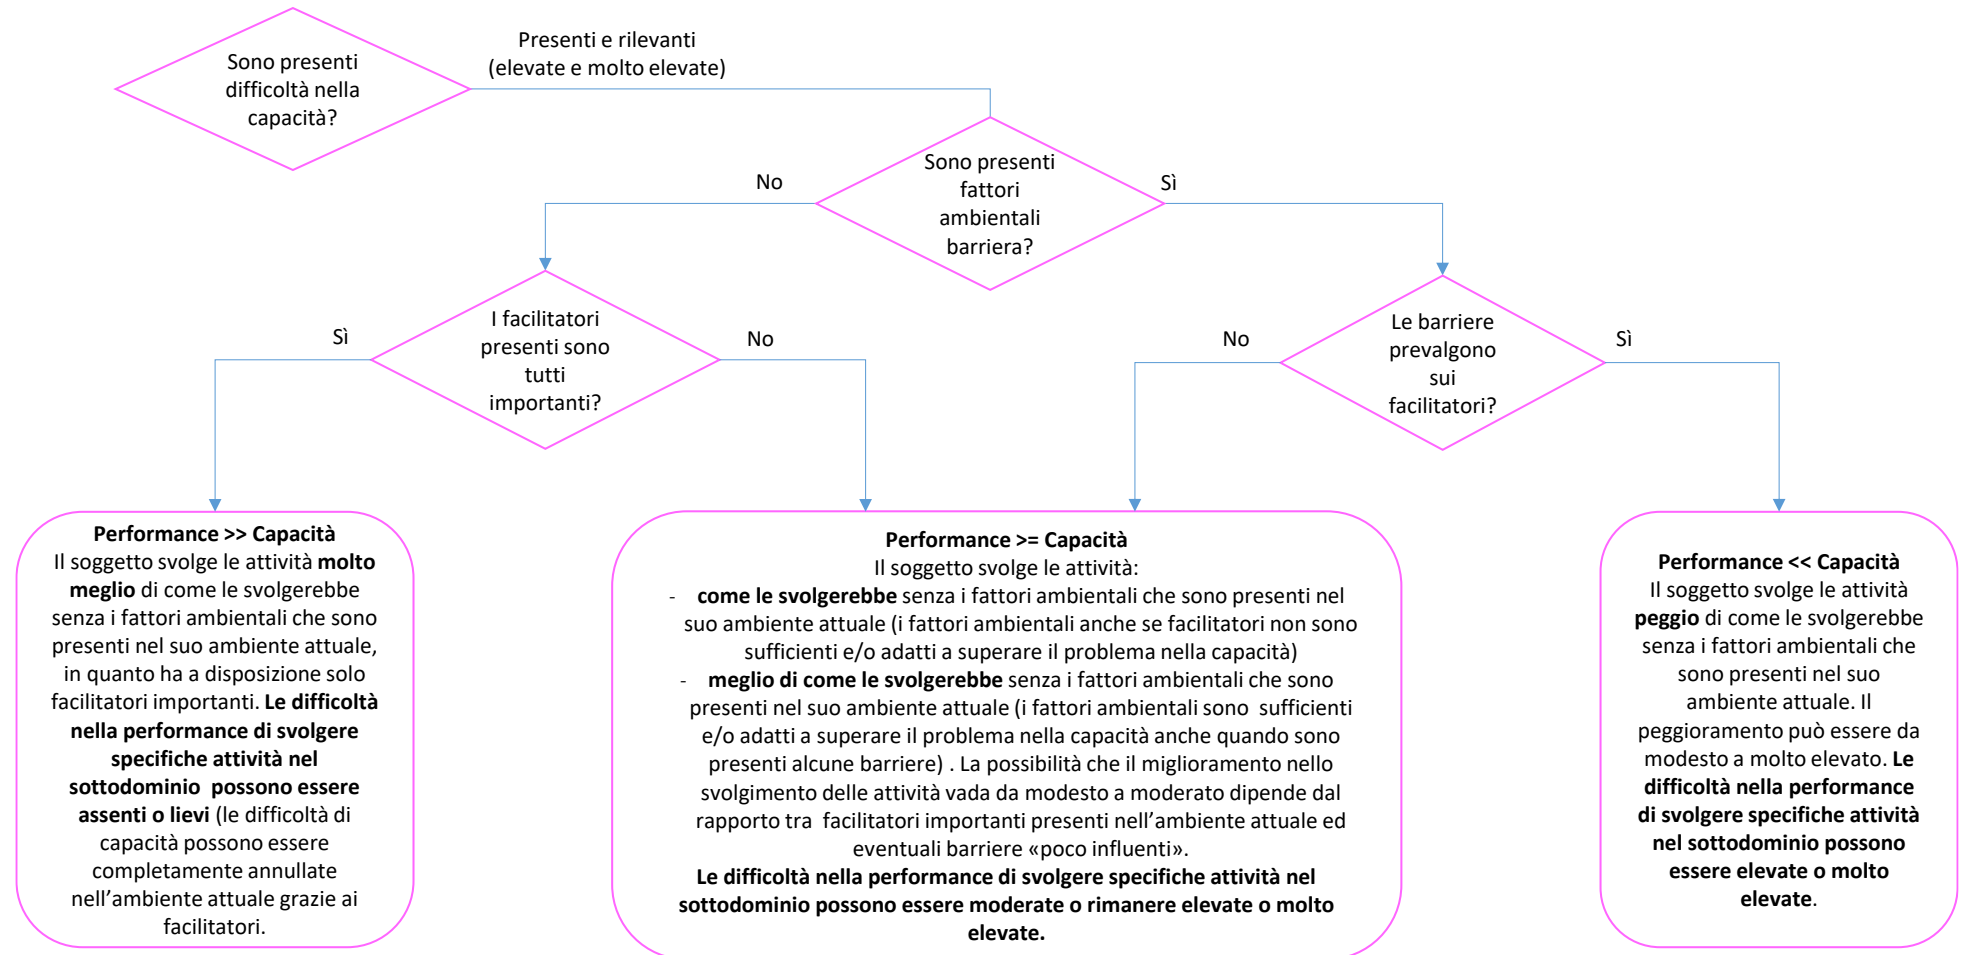 Sono presenti
difficoltà nella
capacità?
Presenti e rilevanti
(elevate e molto elevate)
Sono presenti
fattori
ambientali
barriera?
No
Sì
I facilitatori
presenti sono
tutti
importanti?
Sì
No
Le barriere
prevalgono
sui
facilitatori?
No
Sì
Performance >> Capacità
Il soggetto svolge le attività molto
meglio di come le svolgerebbe
senza i fattori ambientali che sono
presenti nel suo ambiente attuale,
in quanto ha a disposizione solo
facilitatori importanti. Le difficoltà
nella performance di svolgere
specifiche attività nel
sottodominio possono essere
assenti o lievi (le difficoltà di
capacità possono essere
completamente annullate
nell'ambiente attuale grazie ai
facilitatori.
Performance >= Capacità
Il soggetto svolge le attività:
- come le svolgerebbe senza i fattori ambientali che sono presenti nel
suo ambiente attuale (i fattori ambientali anche se facilitatori non sono
sufficienti e/o adatti a superare il problema nella capacità)
- meglio di come le svolgerebbe senza i fattori ambientali che sono
presenti nel suo ambiente attuale (i fattori ambientali sono sufficienti
e/o adatti a superare il problema nella capacità anche quando sono
presenti alcune barriere) . La possibilità che il miglioramento nello
svolgimento delle attività vada da modesto a moderato dipende dal
rapporto tra facilitatori importanti presenti nell'ambiente attuale ed
eventuali barriere «poco influenti».
Le difficoltà nella performance di svolgere specifiche attività nel
sottodominio possono essere moderate o rimanere elevate o molto
elevate.
Performance << Capacità
Il soggetto svolge le attività
peggio di come le svolgerebbe
senza i fattori ambientali che
sono presenti nel suo
ambiente attuale. Il
peggioramento può essere da
modesto a molto elevato. Le
difficoltà nella performance
di svolgere specifiche attività
nel sottodominio possono
essere elevate o molto
elevate.